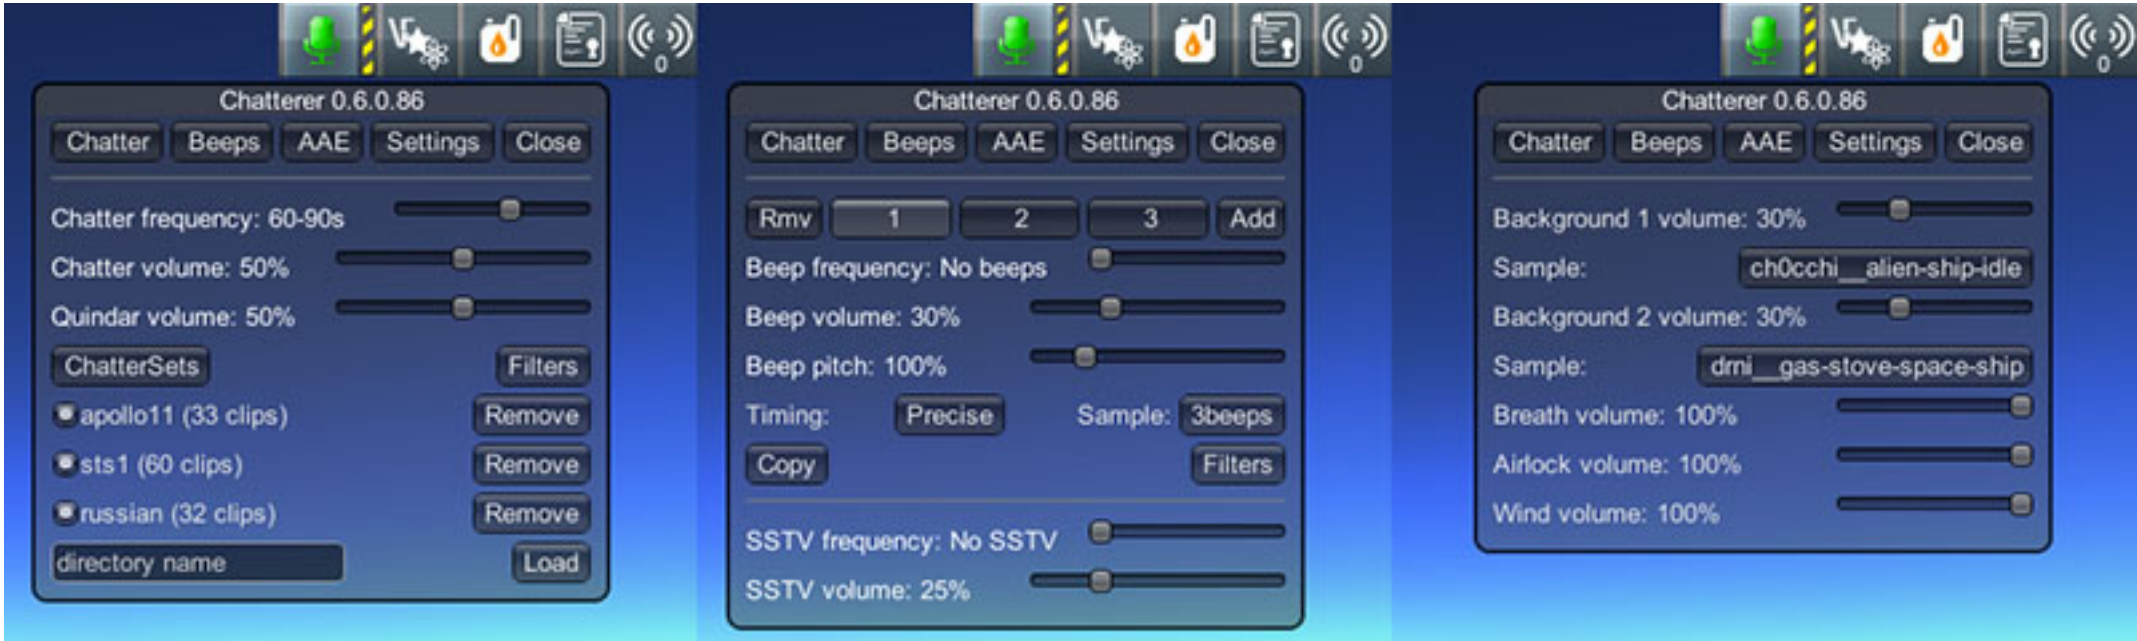 0
Chatterer 0.6.0.86
Chatter Beeps AAE Settings Close
Chatter frequency: 60-90s
Chatter volume: 50%
Quindar volume: 50%
ChatterSets Filters
apollo11 (33 clips) Remove
sts1 (60 clips) Remove
russian (32 clips) Remove
directory name Load
0
Chatterer 0.6.0.86
Chatter Beeps AAE Settings Close
Rmv 1 2 3 Add
Beep frequency: No beeps
Beep volume: 30%
Beep pitch: 100%
Timing: Precise Sample: 3beeps
Copy Filters
SSTV frequency: No SSTV
SSTV volume: 25%
0
Chatterer 0.6.0.86
Chatter Beeps AAE Settings Close
Background 1 volume: 30%
Sample: ch0cchi__alien-ship-idle
Background 2 volume: 30%
Sample: drni__gas-stove-space-ship
Breath volume: 100%
Airlock volume: 100%
Wind volume: 100%